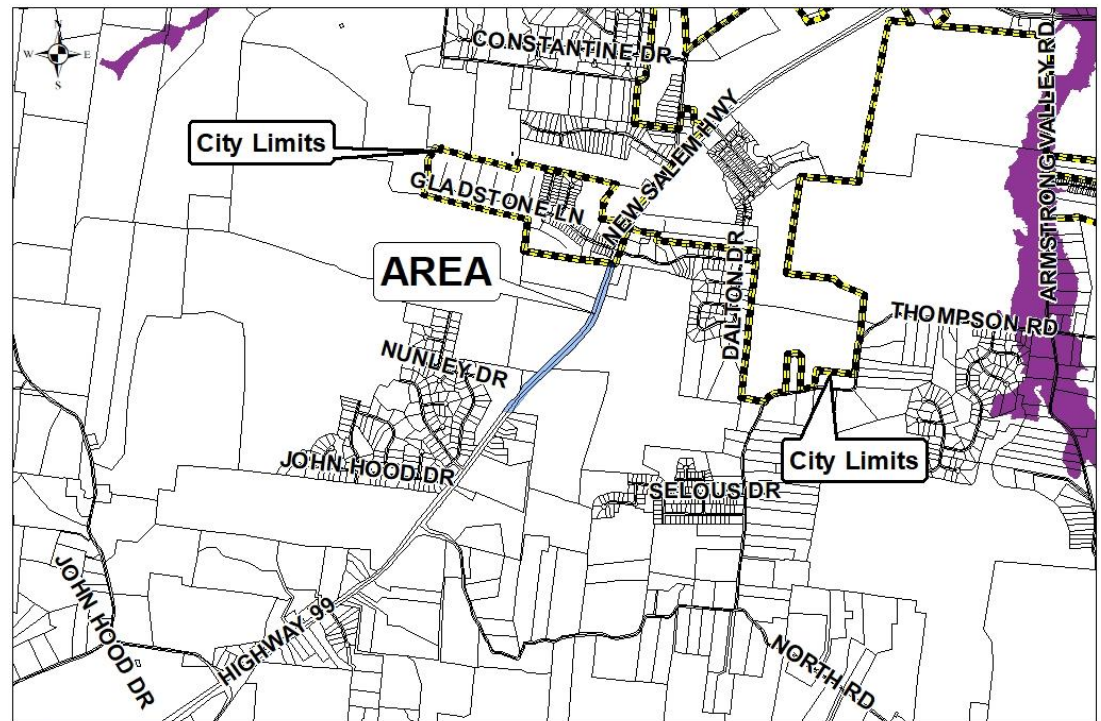 N
W E
S
CONSTANTINE DR
City Limits
GLADSTONE LN
NEW SALEM HWY
ARMSTRONG VALLEY RD
AREA
DALTON DR
THOMPSON RD
NUNLEY DR
City Limits
JOHN HOOD DR
SELOUS DR
JOHN HOOD DR
HIGHWAY 99
NORTH RD